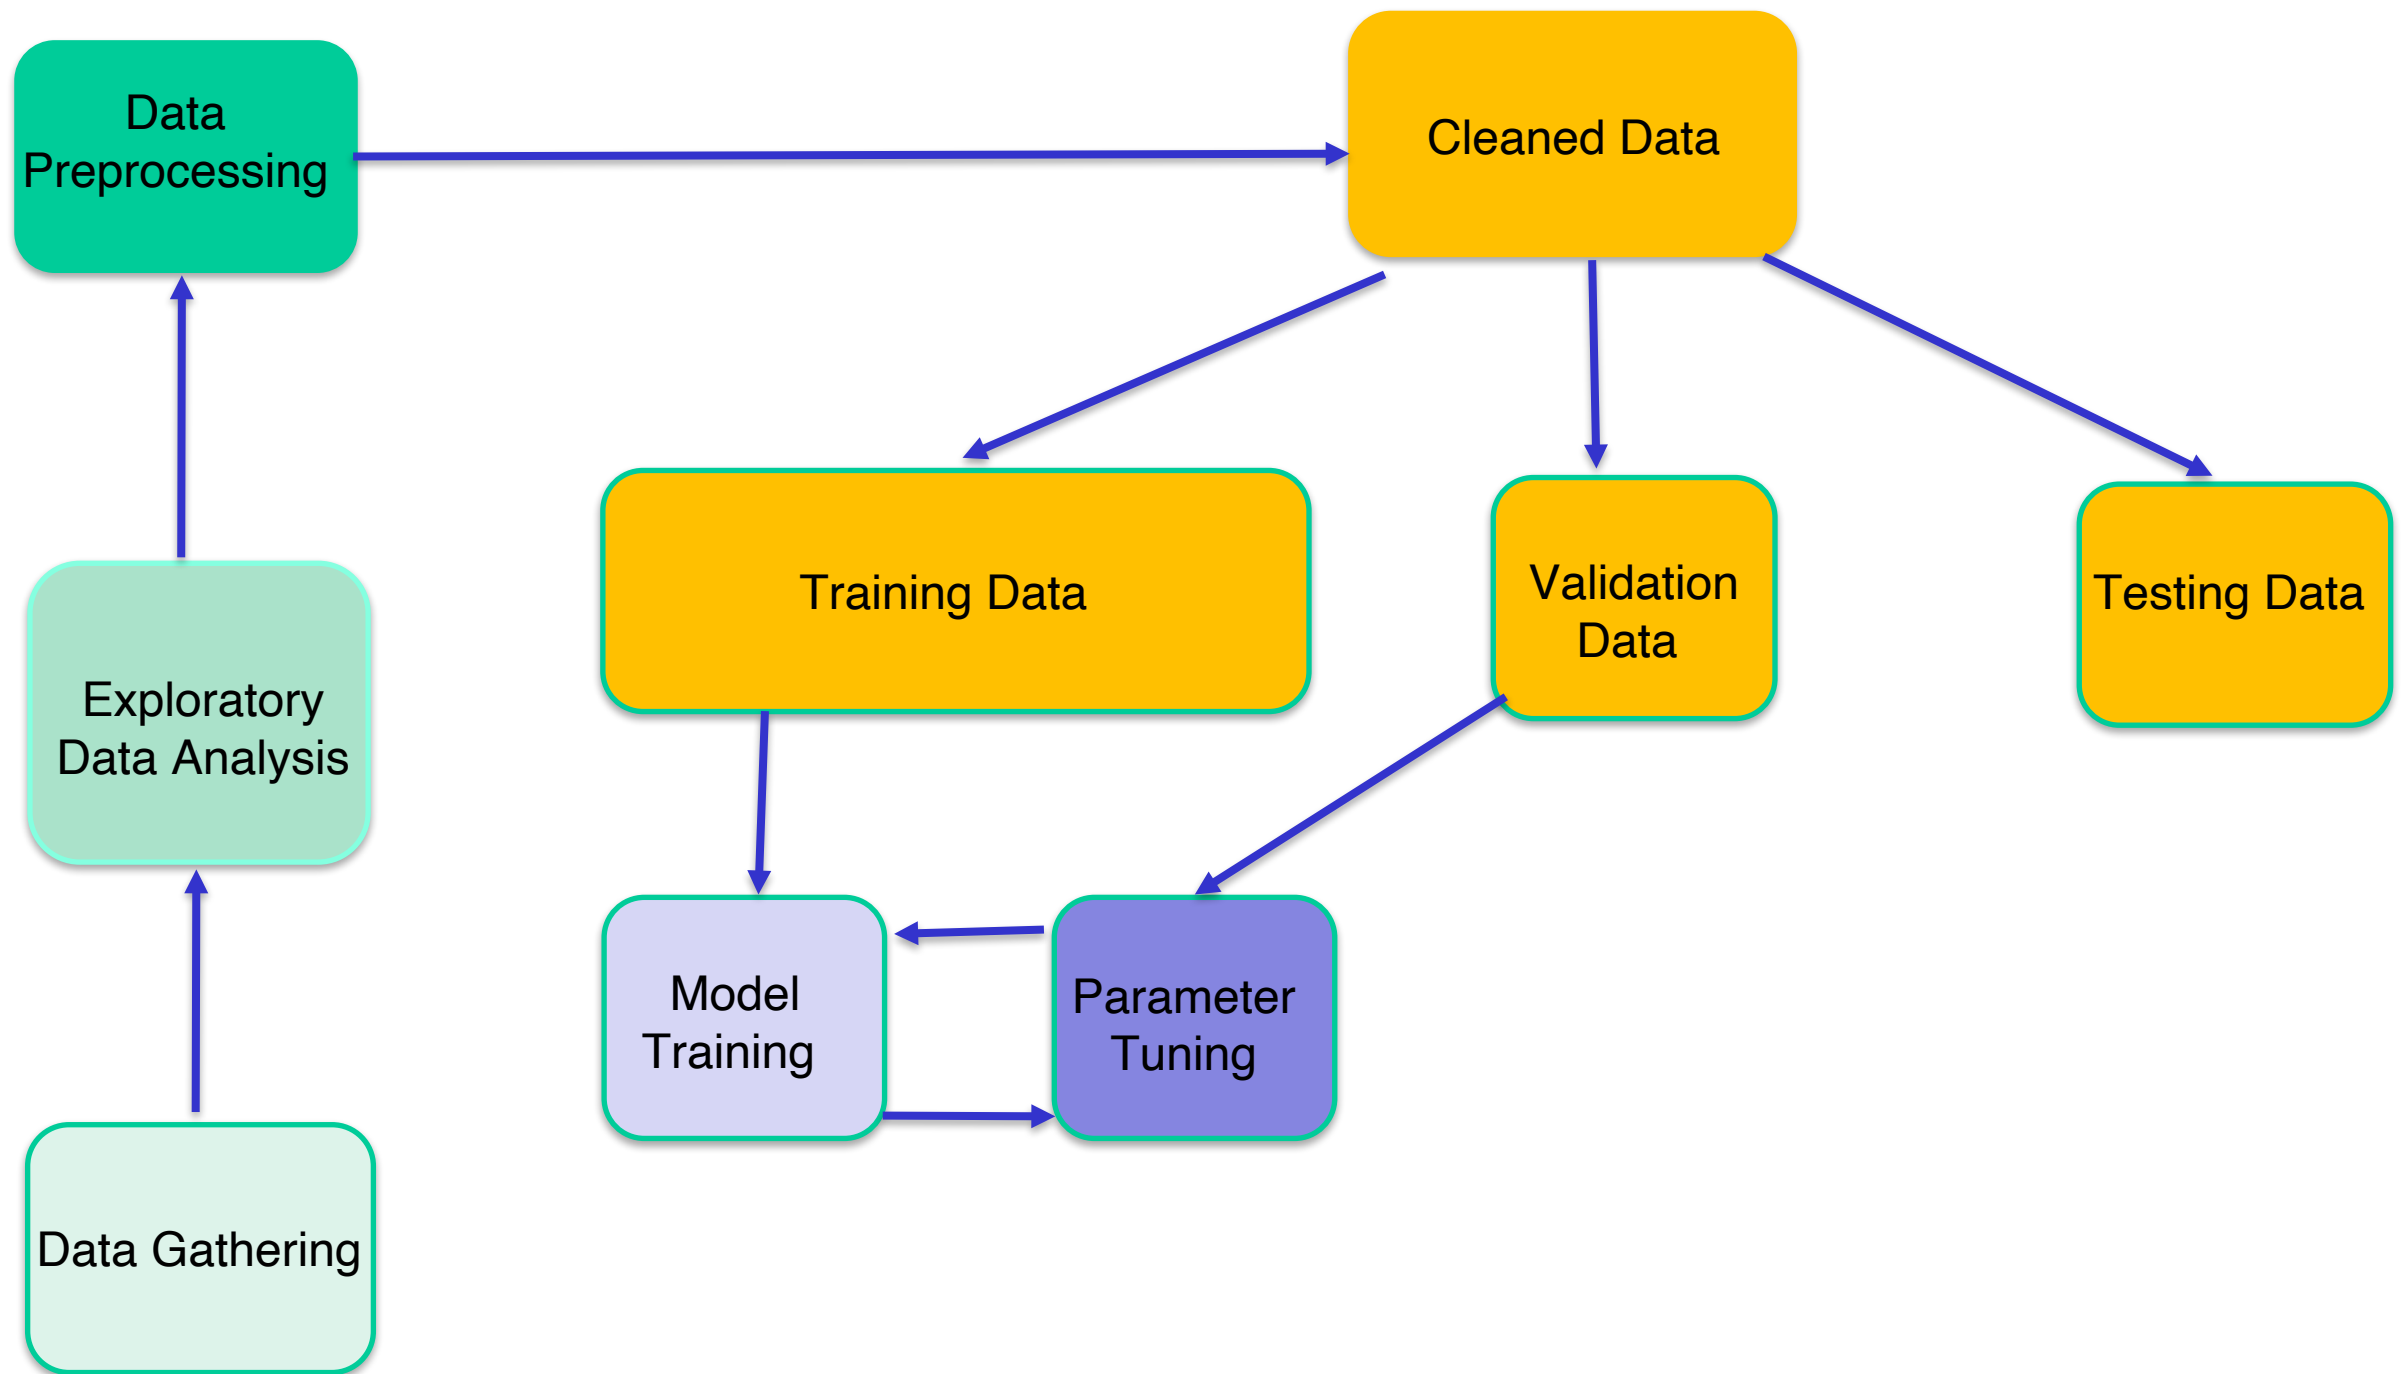 Data
Preprocessing
Cleaned Data
Training Data
Validation
Data
Testing Data
Exploratory
Data Analysis
Model
Training
Parameter
Tuning
Data Gathering